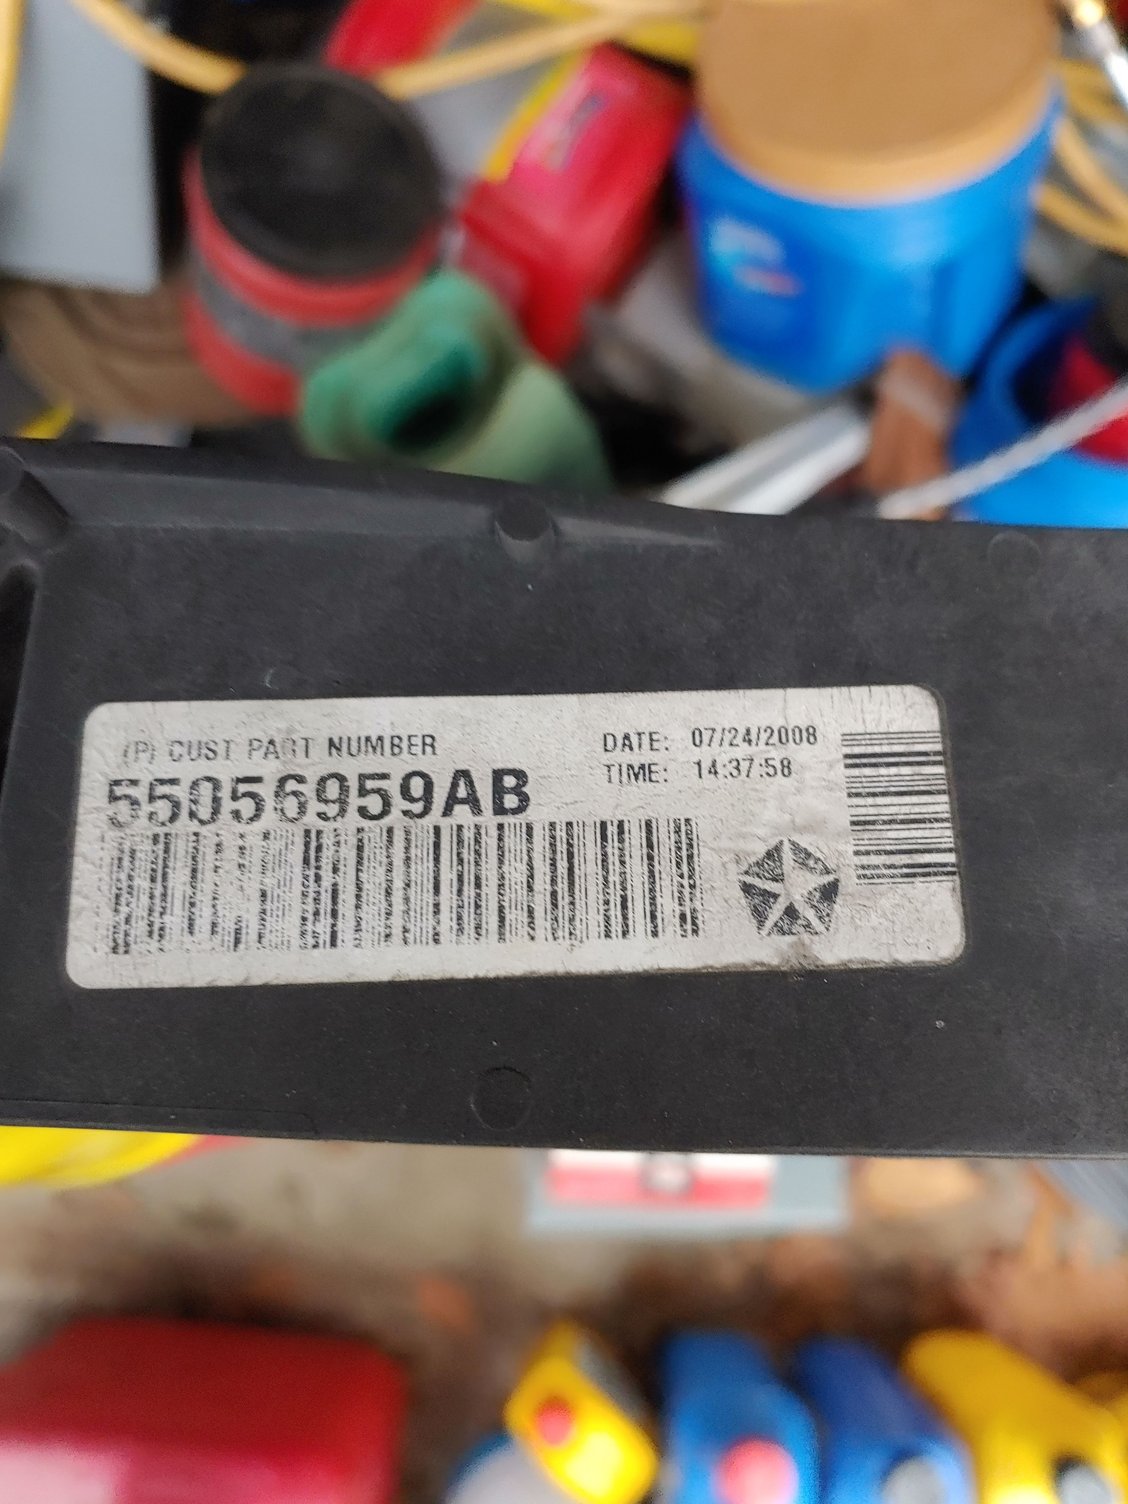 (P) CUST PART NUMBER
55056959AB
DATE: 07/24/2008
TIME: 14:37:58